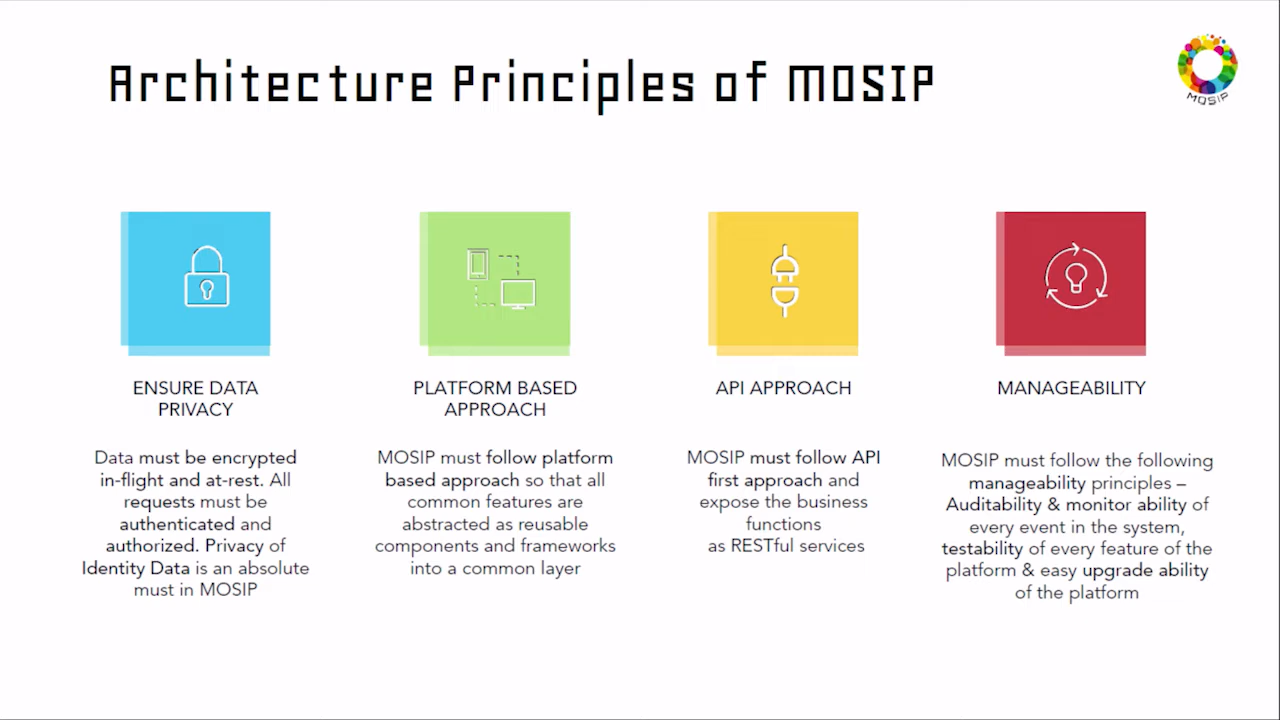 Architecture Principles of MOSIP
MOSIP
ENSURE DATA
PRIVACY
Data must be encrypted
in-flight and at-rest. All
requests must be
authenticated and
authorized. Privacy of
Identity Data is an absolute
must in MOSIP
PLATFORM BASED
APPROACH
MOSIP must follow platform
based approach so that all
common features are
abstracted as reusable
components and frameworks
into a common layer
API APPROACH
MOSIP must follow API
first approach and
expose the business
functions
as RESTful services
MANAGEABILITY
MOSIP must follow the following
manageability principles –
Auditability & monitor ability of
every event in the system,
testability of every feature of the
platform & easy upgrade ability
of the platform